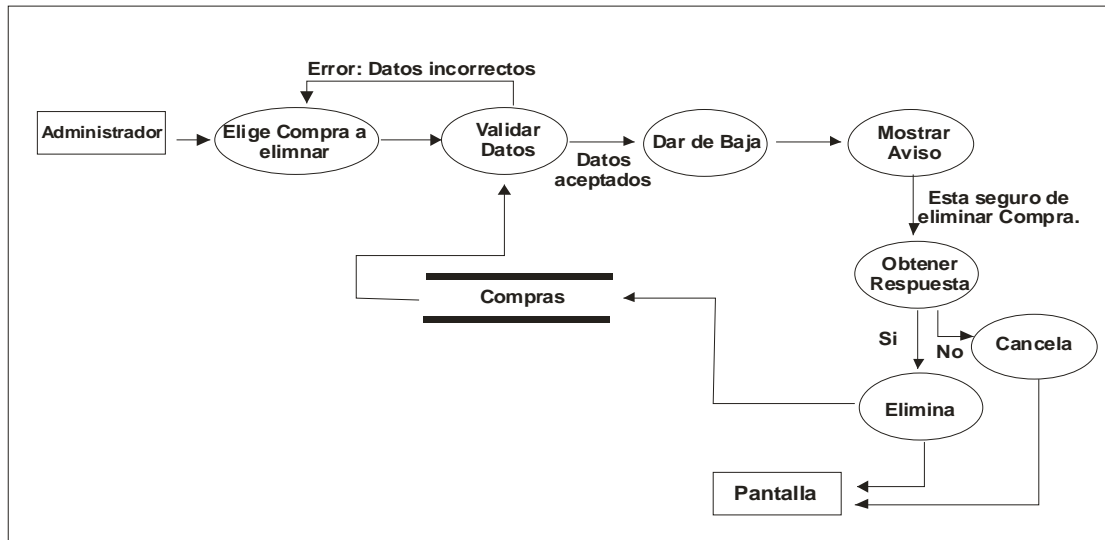 Error: Datos incorrectos
Administrador
Elige Compra a
elimnar
Validar
Datos
Datos
aceptados
Dar de Baja
Mostrar
Aviso
Esta seguro de
eliminar Compra.
Obtener
Respuesta
Compras
Si
No
Cancela
Elimina
Pantalla